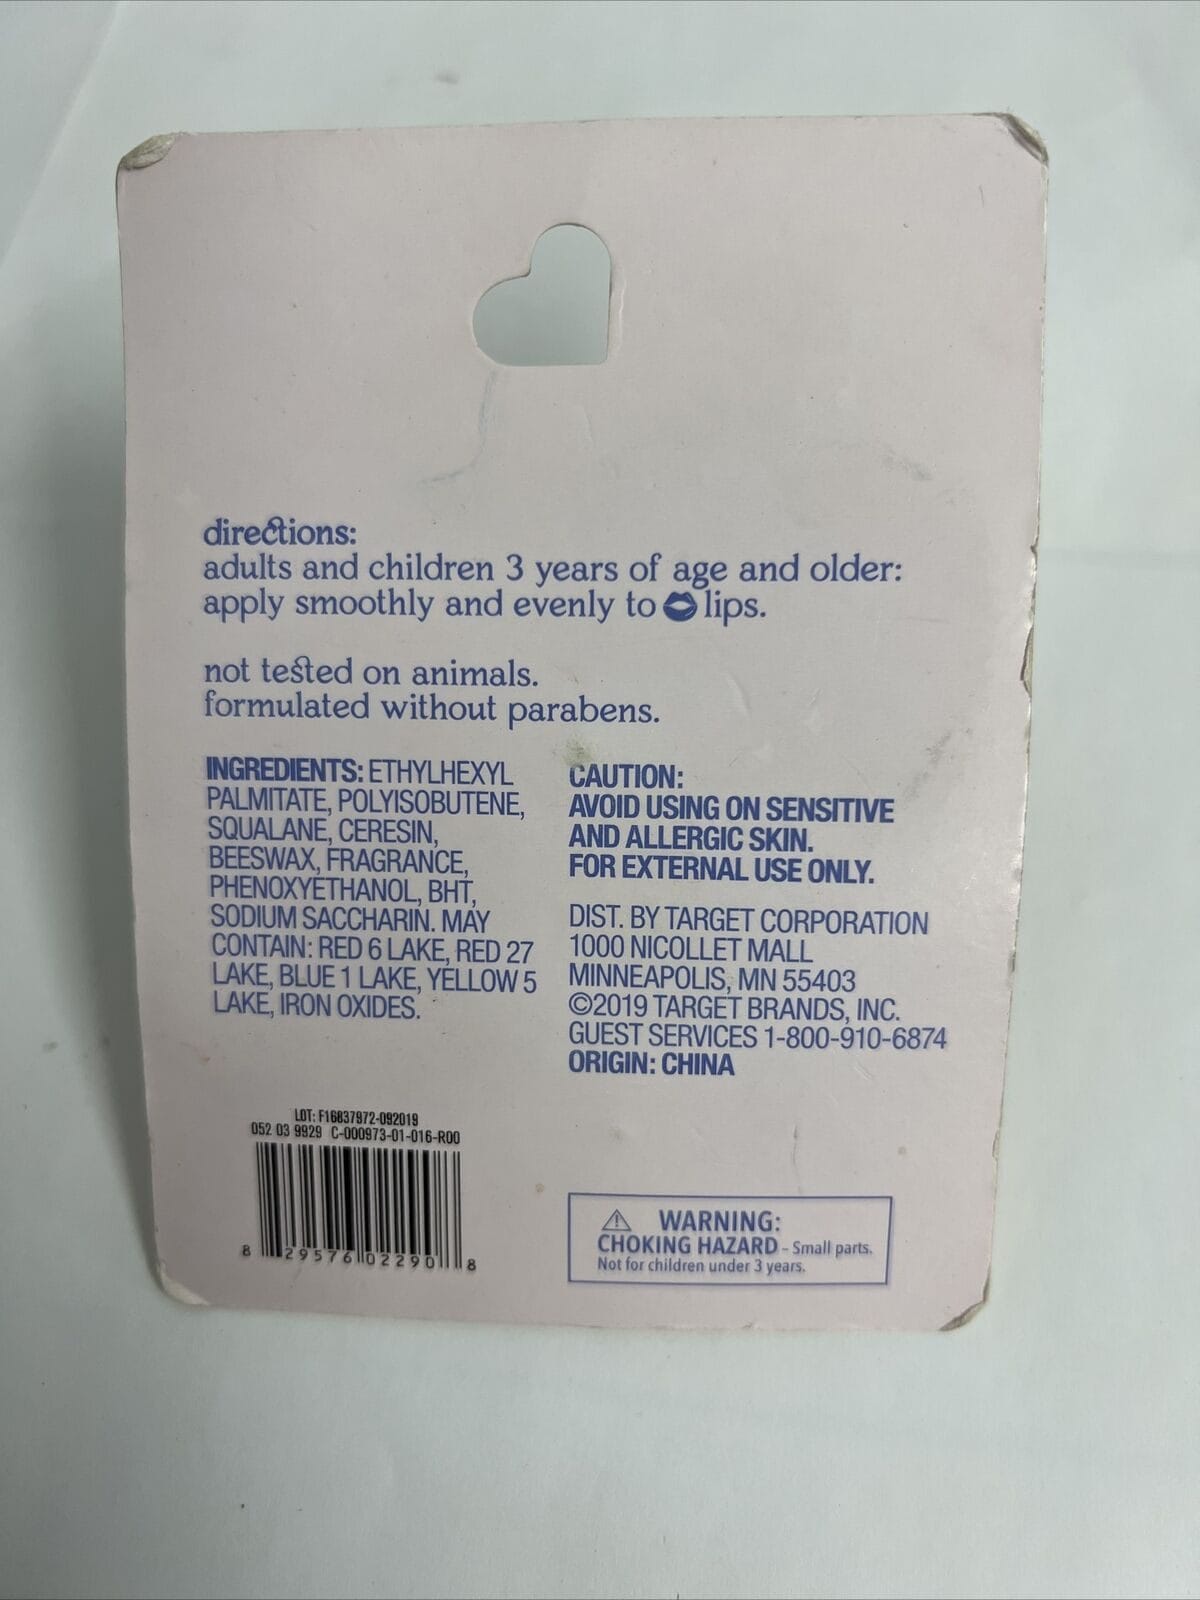 directions:
adults and children 3 years of age and older:
apply smoothly and evenly to lips.
not tested on animals.
formulated without parabens.
INGREDIENTS: ETHYLHEXYL
PALMITATE, POLYISOBUTENE,
SQUALANE, CERESIN,
BEESWAX, FRAGRANCE,
PHENOXYETHANOL, BHT,
SODIUM SACCHARIN. MAY
CONTAIN: RED 6 LAKE, RED 27
LAKE, BLUE 1 LAKE, YELLOW 5
LAKE, IRON OXIDES.
CAUTION:
AVOID USING ON SENSITIVE
AND ALLERGIC SKIN.
FOR EXTERNAL USE ONLY.
DIST. BY TARGET CORPORATION
1000 NICOLLET MALL
MINNEAPOLIS, MN 55403
©2019 TARGET BRANDS, INC.
GUEST SERVICES 1-800-910-6874
ORIGIN: CHINA
LOT: F16837972-092019
052 03 9929 C-000973-01-016-R00
8 29576 02290 8
WARNING:
CHOKING HAZARD - Small parts.
Not for children under 3 years.